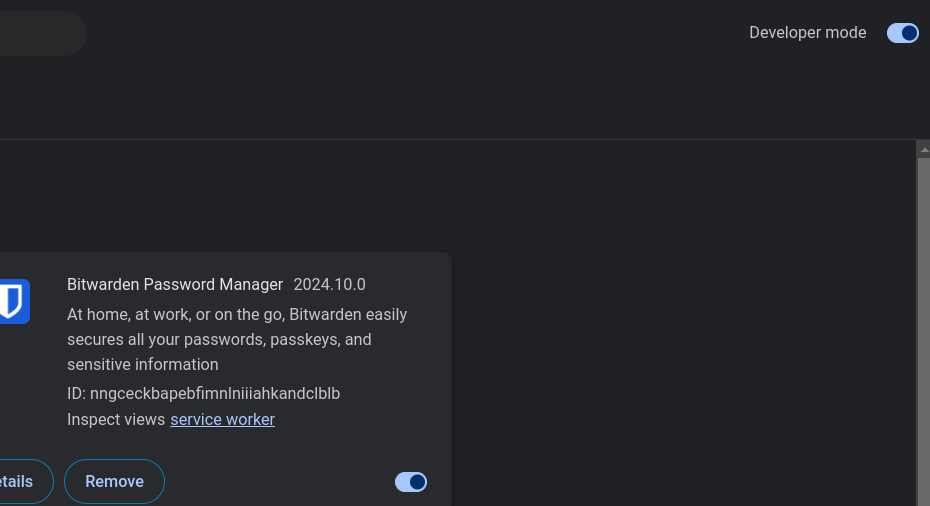 Developer mode
Bitwarden Password Manager 2024.10.0
At home, at work, or on the go, Bitwarden easily
secures all your passwords, passkeys, and
sensitive information
ID: nngceckbapebfimnlniiiahkandclblb
Inspect views service worker
etails Remove